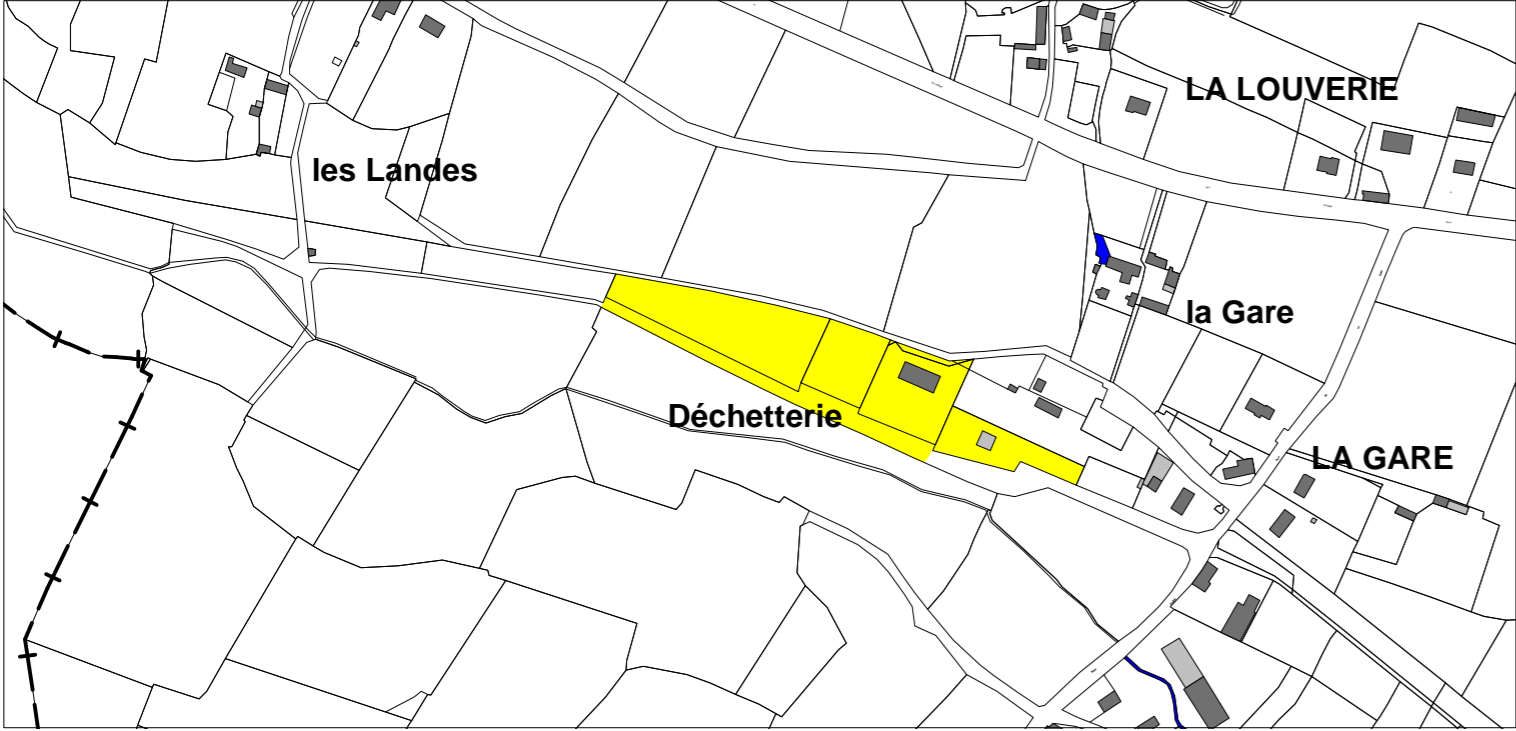 LA LOUVERIE
les Landes
la Gare
Déchetterie
LA GARE